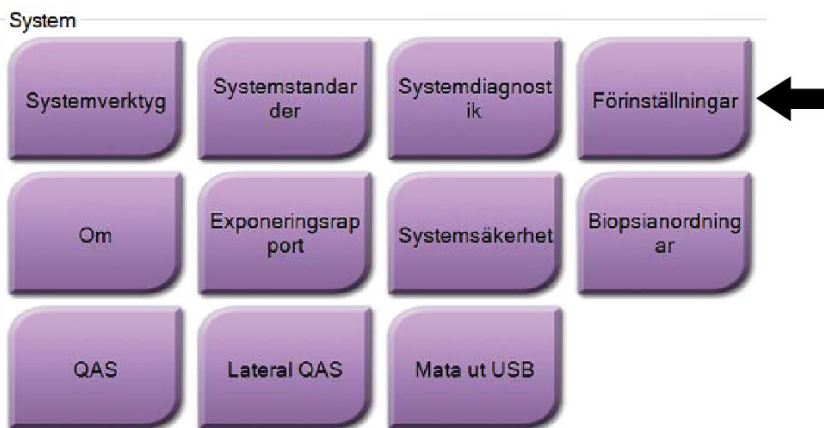 System
Systemverktyg
Systemstandar
der
Systemdiagnost
ik
Förinställningar
Om
Exponeringsrap
port
Systemsäkerhet
Biopsianordning
ar
QAS
Lateral QAS
Mata ut USB